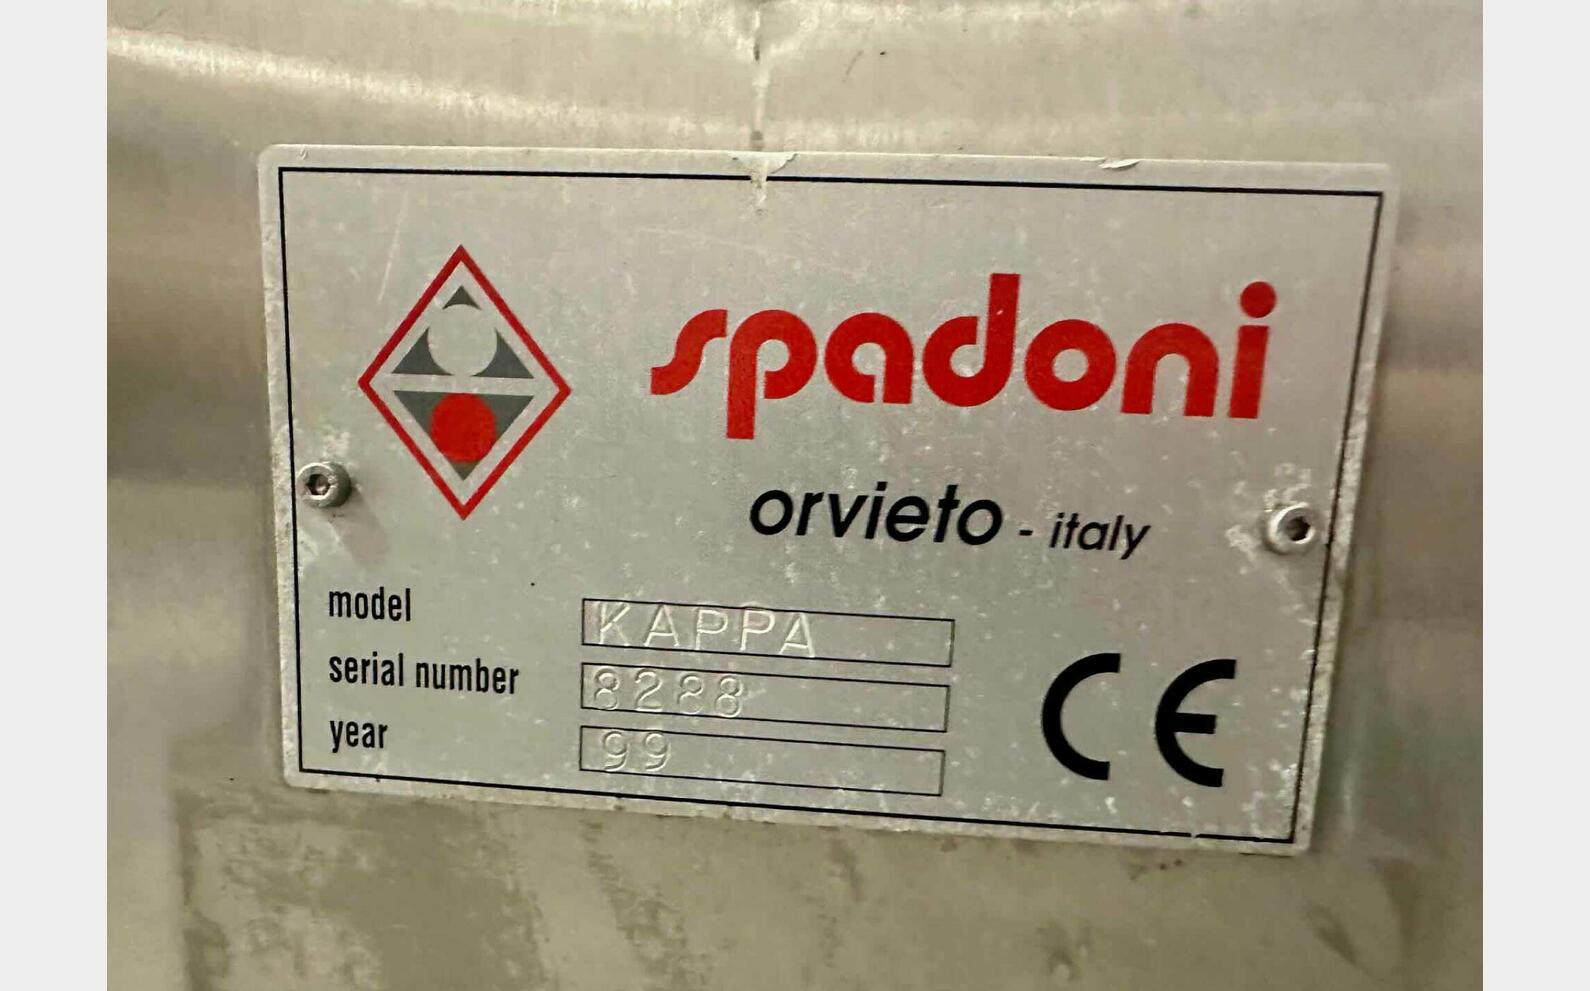 spadoni
orvieto - italy
model KAPPA
serial number 8288
year 99
CE